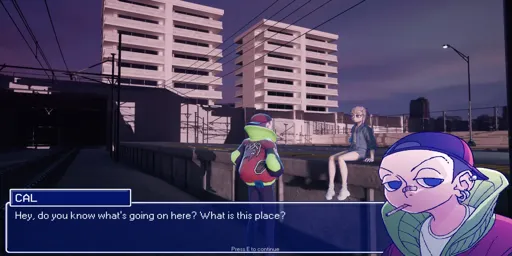 CAL
Hey, do you know what's going on here? What is this place?
Press E to continue